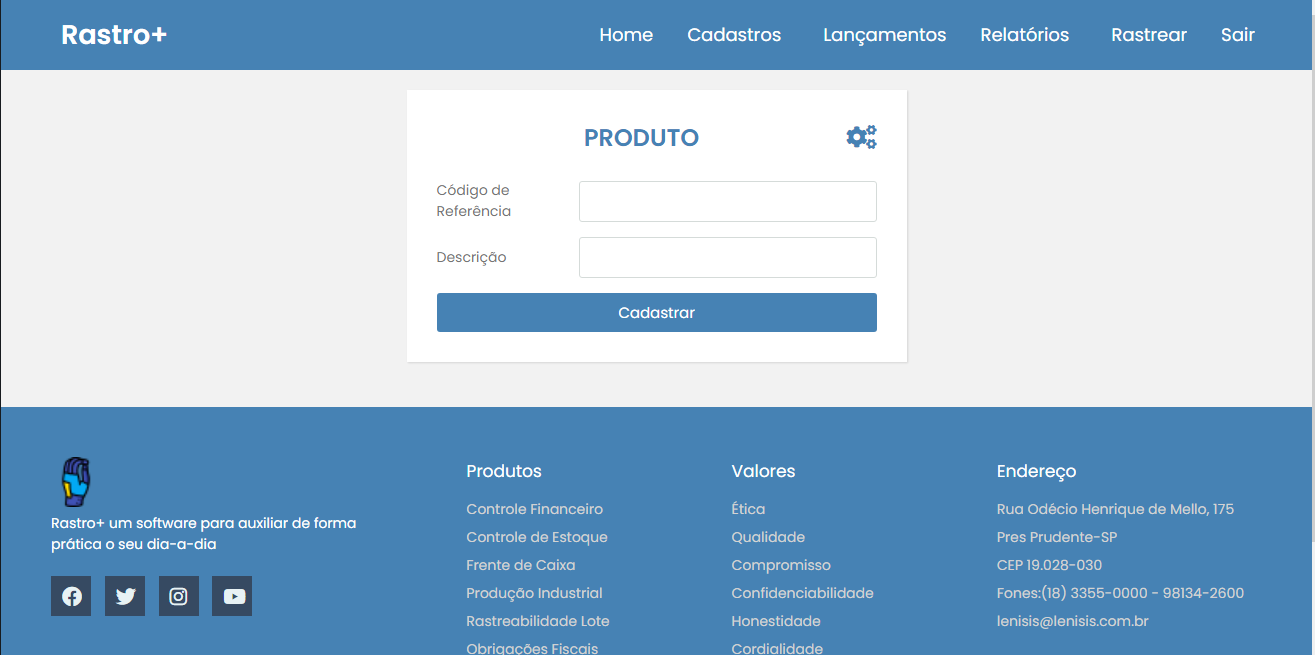 Rastro+
Home Cadastros Lançamentos Relatórios Rastrear Sair
PRODUTO
Código de
Referência
Descrição
Cadastrar
Rastro+ um software para auxiliar de forma
prática o seu dia-a-dia
Produtos
Controle Financeiro
Controle de Estoque
Frente de Caixa
Produção Industrial
Rastreabilidade Lote
Obrigações Fiscais
Valores
Ética
Qualidade
Compromisso
Confidenciabilidade
Honestidade
Cordialidade
Endereço
Rua Odécio Henrique de Mello, 175
Pres Prudente-SP
CEP 19.028-030
Fones:(18) 3355-0000 - 98134-2600
lenisis@lenisis.com.br